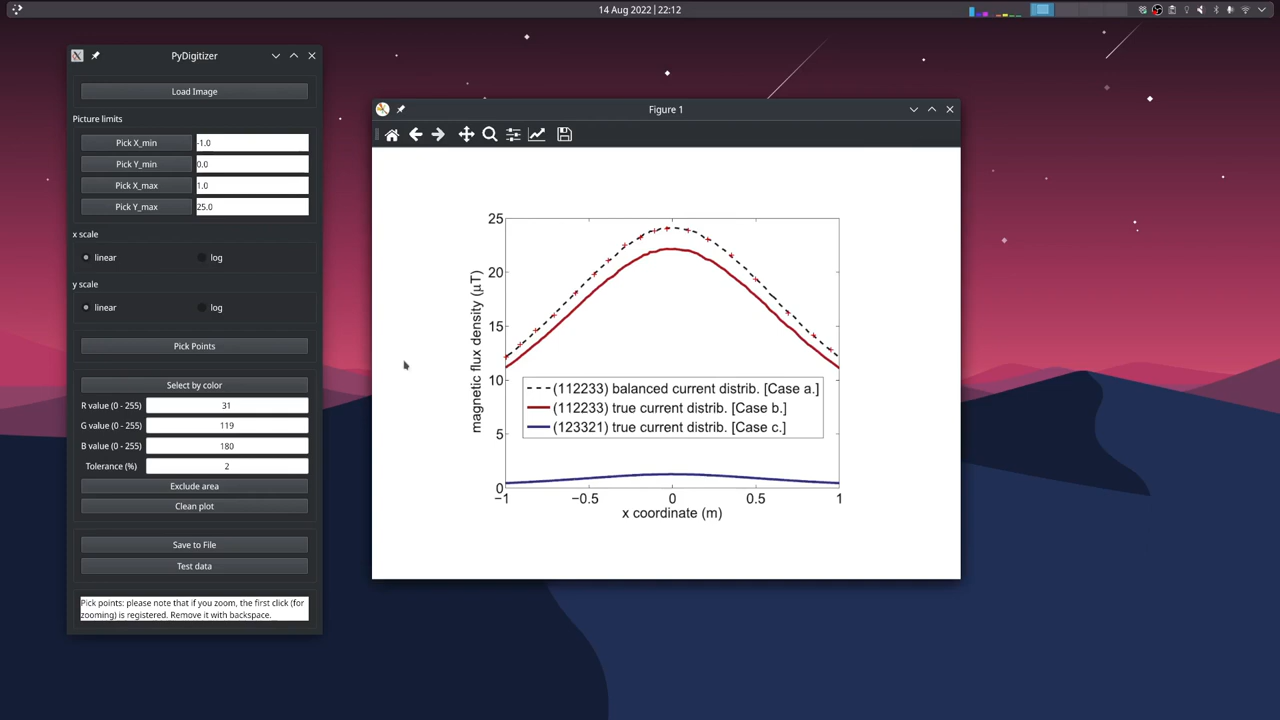 14 Aug 2022 | 22:12
PyDigitizer
Load Image
Picture limits
Pick X_min -1.0
Pick Y_min 0.0
Pick X_max 1.0
Pick Y_max 25.0
x scale
linear log
y scale
linear log
Pick Points
Select by color
R value (0 - 255) 31
G value (0 - 255) 119
B value (0 - 255) 180
Tolerance (%) 2
Exclude area
Clean plot
Save to File
Test data
Pick points: please note that if you zoom, the first click (for
zooming) is registered. Remove it with backspace.
Figure 1
25
20
15
10
5
0
magnetic flux density (μT)
(112233) balanced current distrib. [Case a.]
(112233) true current distrib. [Case b.]
(123321) true current distrib. [Case c.]
−1 −0.5 0 0.5 1
x coordinate (m)